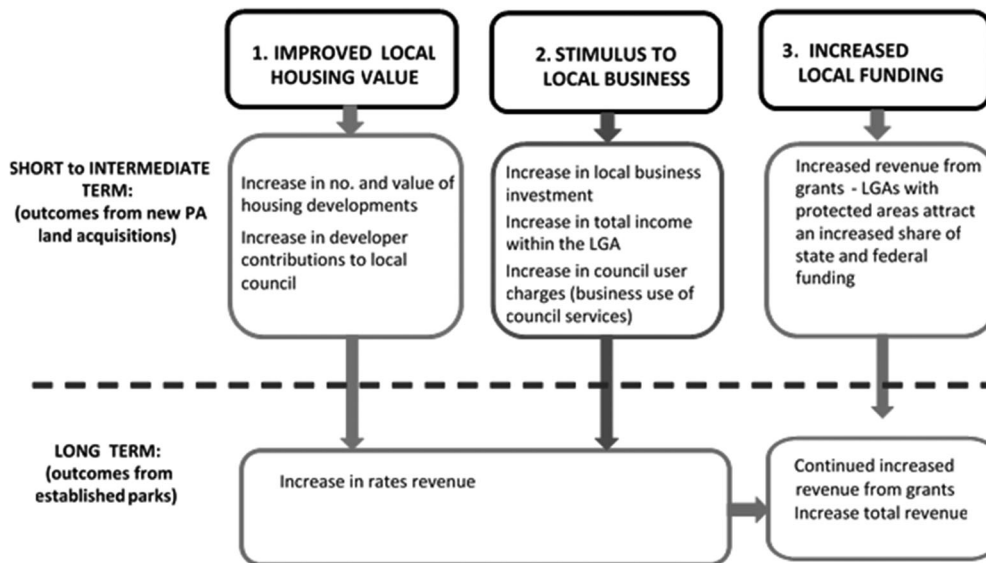 1. IMPROVED LOCAL
HOUSING VALUE
2. STIMULUS TO
LOCAL BUSINESS
3. INCREASED
LOCAL FUNDING
SHORT to INTERMEDIATE
TERM:
(outcomes from new PA
land acquisitions)
Increase in no. and value of
housing developments
Increase in developer
contributions to local
council
Increase in local business
investment
Increase in total income
within the LGA
Increase in council user
charges (business use of
council services)
Increased revenue from
grants - LGAs with
protected areas attract
an increased share of
state and federal
funding
LONG TERM:
(outcomes from
established parks)
Increase in rates revenue
Continued increased
revenue from grants
Increase total revenue